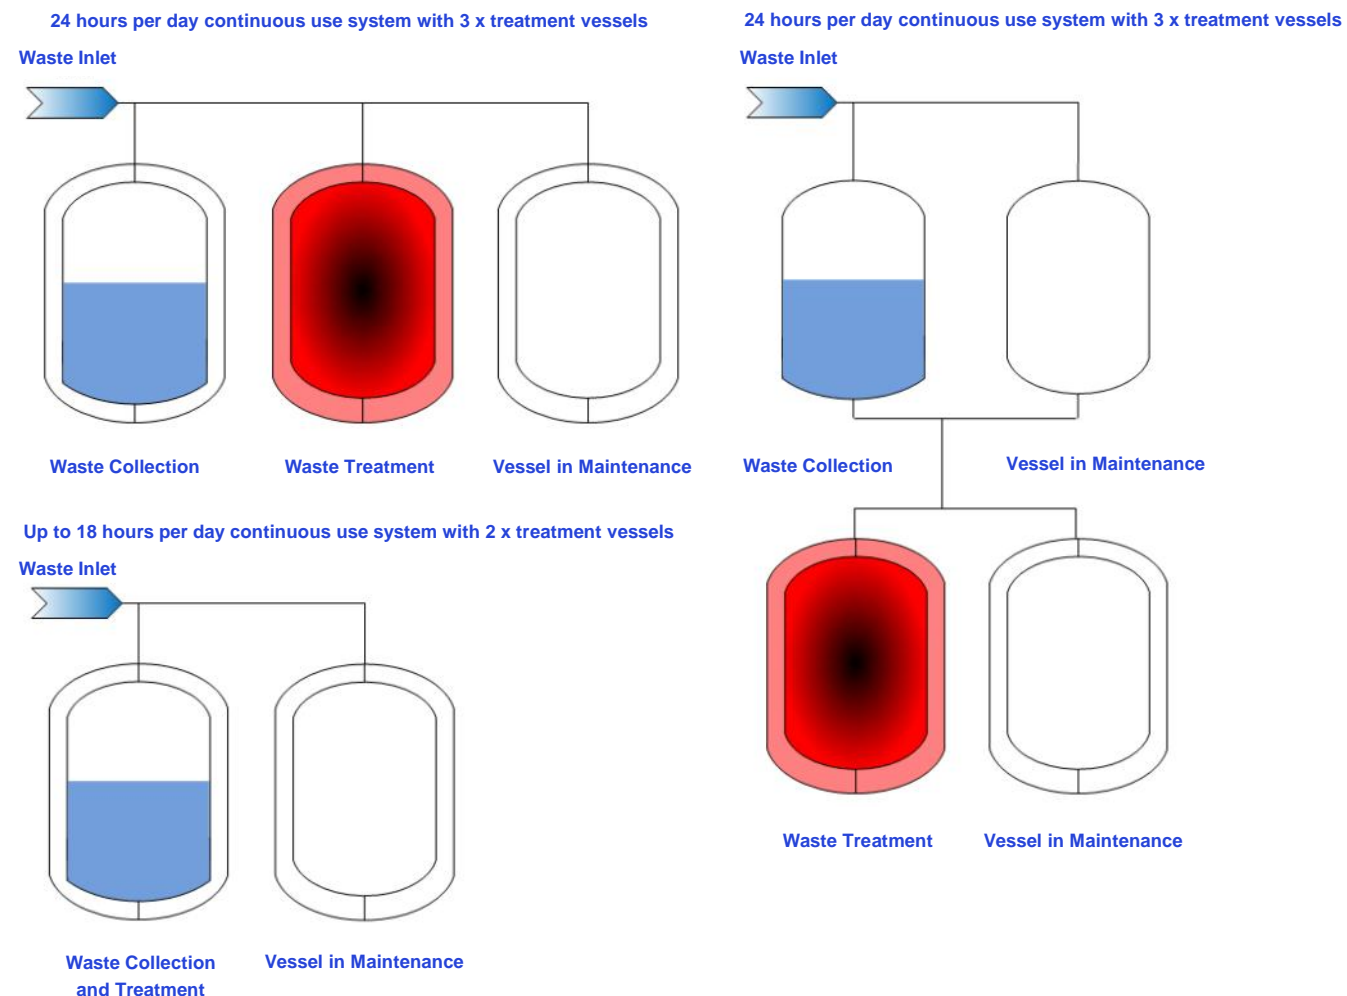 24 hours per day continuous use system with 3 x treatment vessels
Waste Inlet
Waste Collection
Waste Treatment
Vessel in Maintenance
Up to 18 hours per day continuous use system with 2 x treatment vessels
Waste Inlet
Waste Collection
and Treatment
Vessel in Maintenance
24 hours per day continuous use system with 3 x treatment vessels
Waste Inlet
Waste Collection
Vessel in Maintenance
Waste Treatment
Vessel in Maintenance